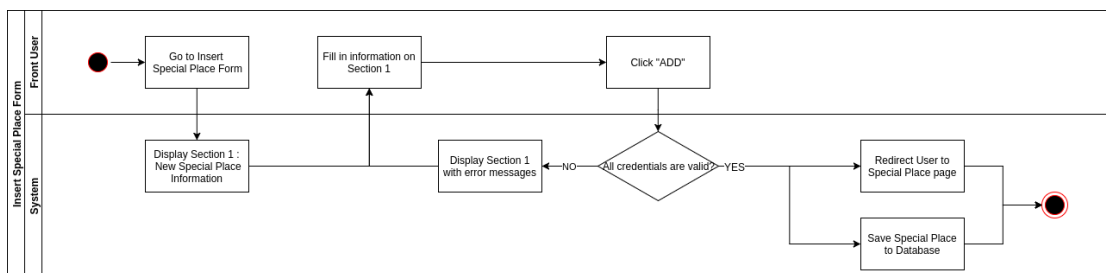 Insert Special Place Form
Front User
System
Go to Insert
Special Place Form
Fill in information on
Section 1
Click "ADD"
Display Section 1 :
New Special Place
Information
Display Section 1
with error messages
NO
All credentials are valid?
YES
Redirect User to
Special Place page
Save Special Place
to Database